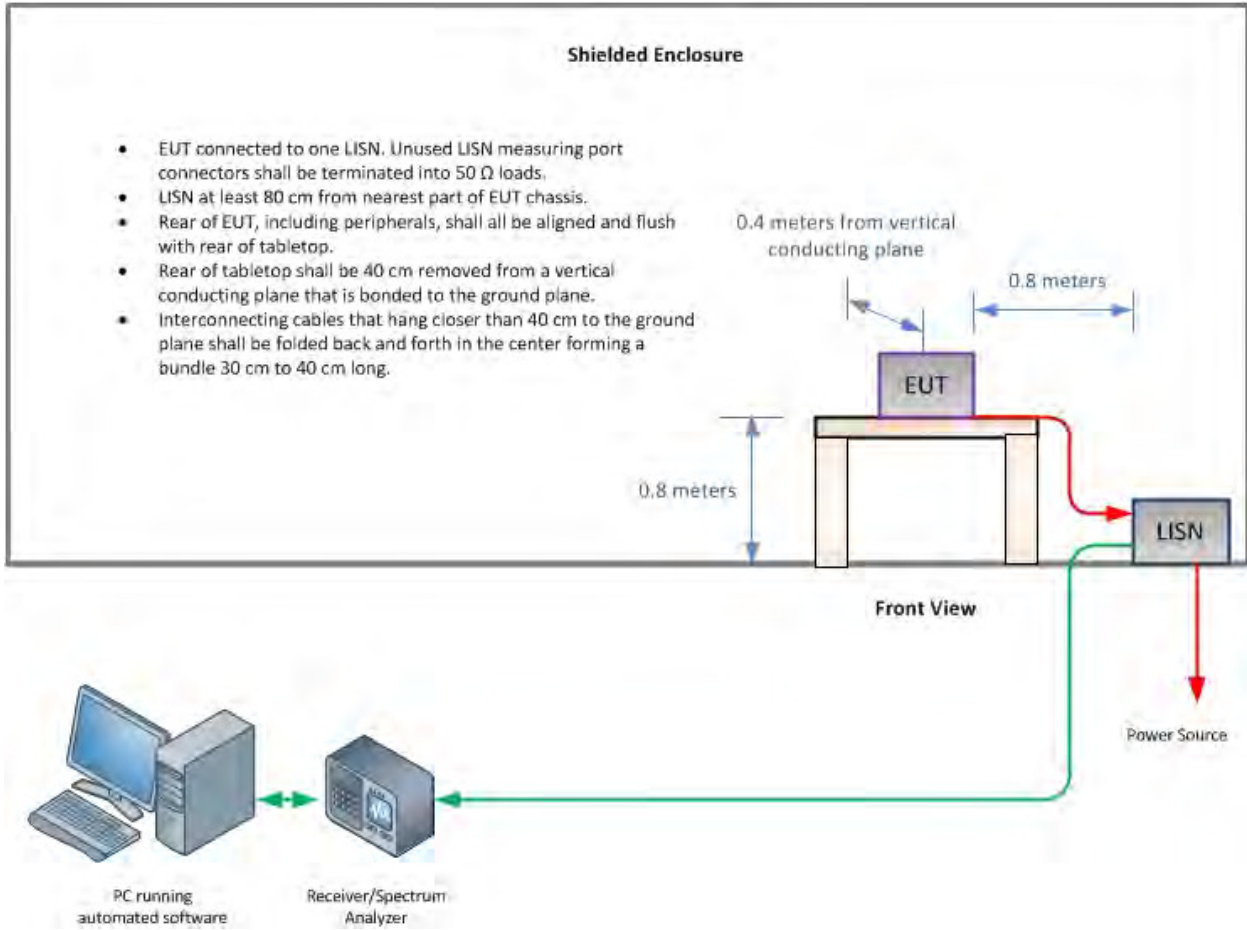 Shielded Enclosure
• EUT connected to one LISN. Unused LISN measuring port
connectors shall be terminated into 50 Ω loads.
• LISN at least 80 cm from nearest part of EUT chassis.
• Rear of EUT, including peripherals, shall all be aligned and flush
with rear of tabletop.
• Rear of tabletop shall be 40 cm removed from a vertical
conducting plane that is bonded to the ground plane.
• Interconnecting cables that hang closer than 40 cm to the ground
plane shall be folded back and forth in the center forming a
bundle 30 cm to 40 cm long.
0.4 meters from vertical
conducting plane
0.8 meters
EUT
0.8 meters
LISN
Front View
Power Source
PC running
automated software
Receiver/Spectrum
Analyzer